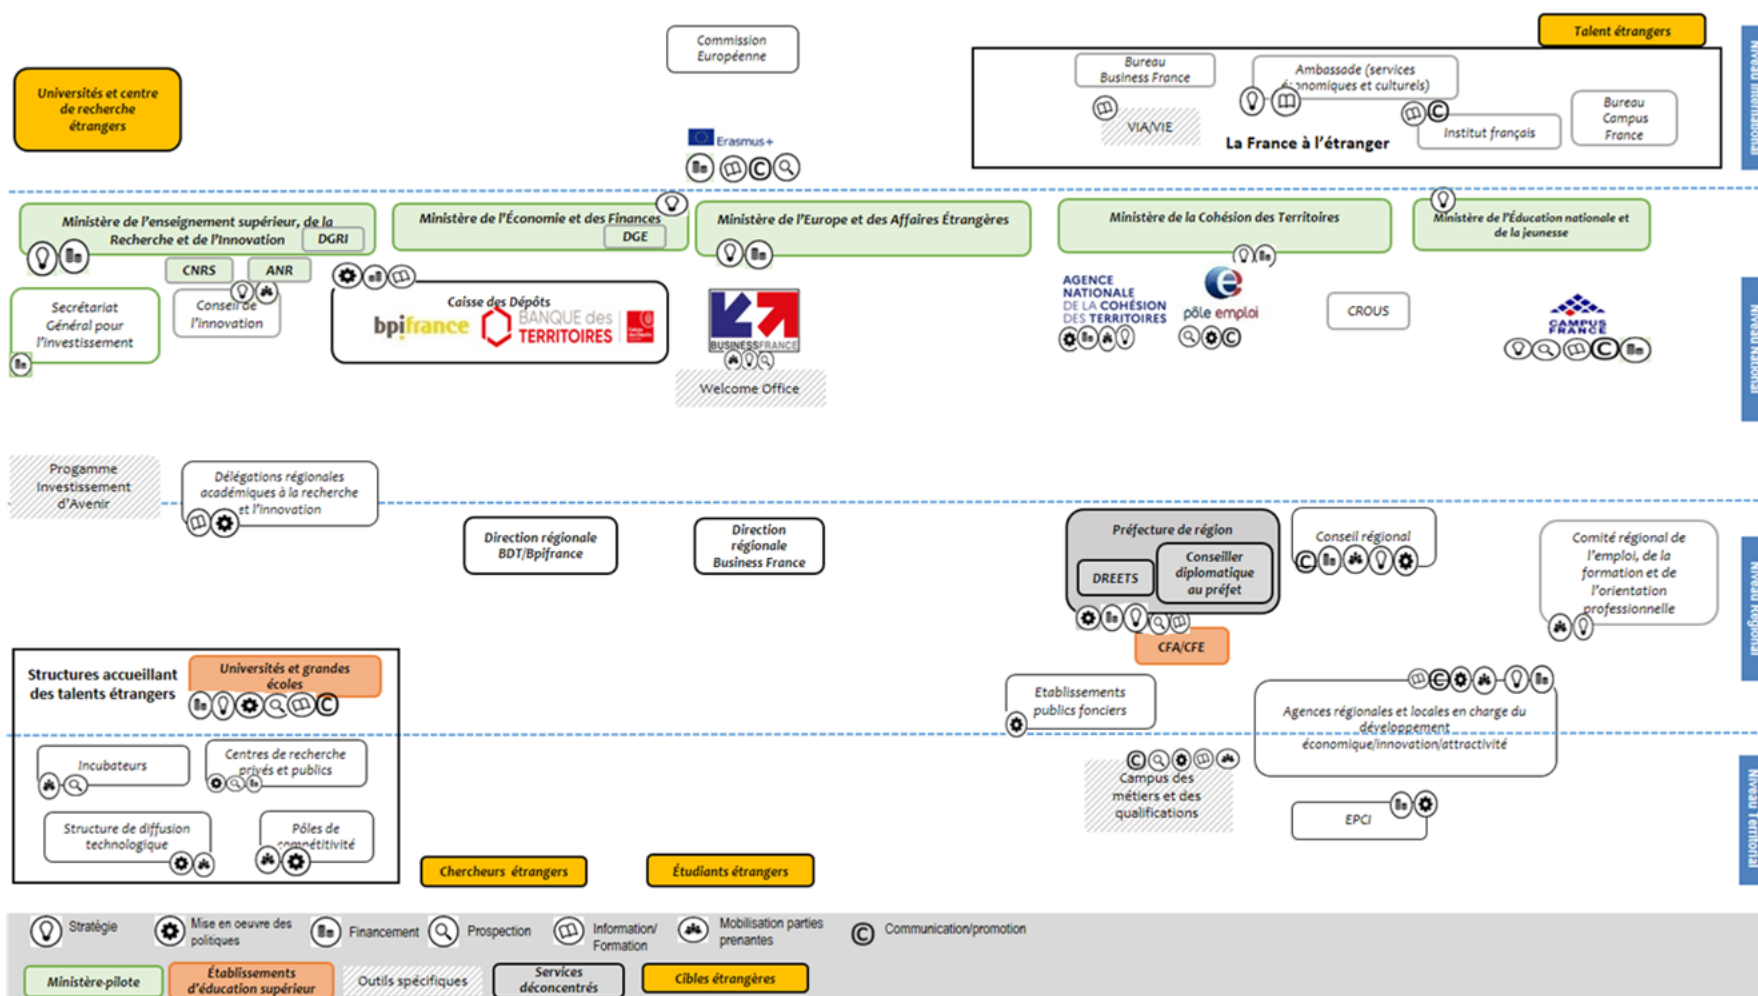 Talent étrangers
Niveau International
Commission
Européenne
Universités et centre
de recherche
étrangers
Erasmus+
Bureau
Business France
VIA/VIE
Ambassade (services
économiques et culturels)
Institut français
Bureau
Campus
France
La France à l'étranger
Ministère de l'enseignement supérieur, de la
Recherche et de l'Innovation
DGRI
Ministère de l'Économie et des Finances
DGE
Ministère de l'Europe et des Affaires Étrangères
Ministère de la Cohésion des Territoires
Ministère de l'Éducation nationale et
de la jeunesse
Niveau National
CNRS
ANR
Secrétariat
Général pour
l'investissement
Conseil de
l'innovation
Caisse des Dépôts
bpifrance
BANQUE des
TERRITOIRES
BUSINESSFRANCE
Welcome Office
AGENCE
NATIONALE
DE LA COHÉSION
DES TERRITOIRES
pôle emploi
CROUS
CAMPUS
FRANCE
Progamme
Investissement
d'Avenir
Délégations régionales
académiques à la recherche
et l'innovation
Direction régionale
BDT/Bpifrance
Direction
régionale
Business France
Préfecture de région
DREETS
Conseiller
diplomatique
au préfet
CFA/CFE
Conseil régional
Comité régional de
l'emploi, de la
formation et de
l'orientation
professionnelle
Niveau Régional
Structures accueillant
des talents étrangers
Universités et grandes
écoles
Etablissements
publics fonciers
Agences régionales et locales en charge du
développement
économique/innovation/attractivité
Incubateurs
Centres de recherche
privés et publics
Campus des
métiers et des
qualifications
EPCI
Niveau Territorial
Structure de diffusion
technologique
Pôles de
compétitivité
Chercheurs étrangers
Étudiants étrangers
Stratégie
Mise en oeuvre des
politiques
Financement
Prospection
Information/
Formation
Mobilisation parties
prenantes
Communication/promotion
Ministère-pilote
Établissements
d'éducation supérieur
Outils spécifiques
Services
déconcentrés
Cibles étrangères